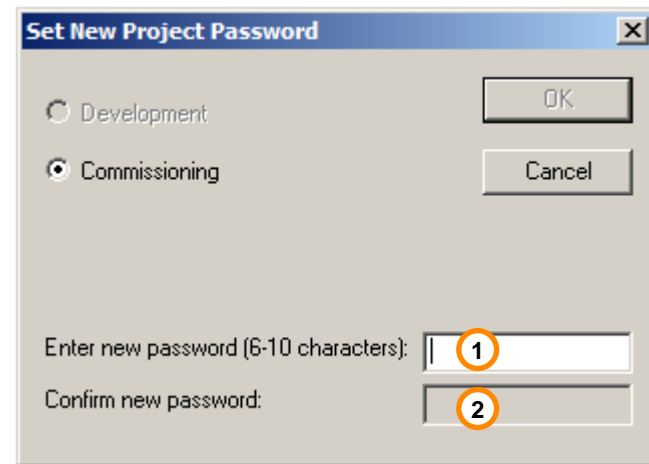 Set New Project Password
Development
OK
Commissioning
Cancel
Enter new password (6-10 characters):
1
Confirm new password:
2